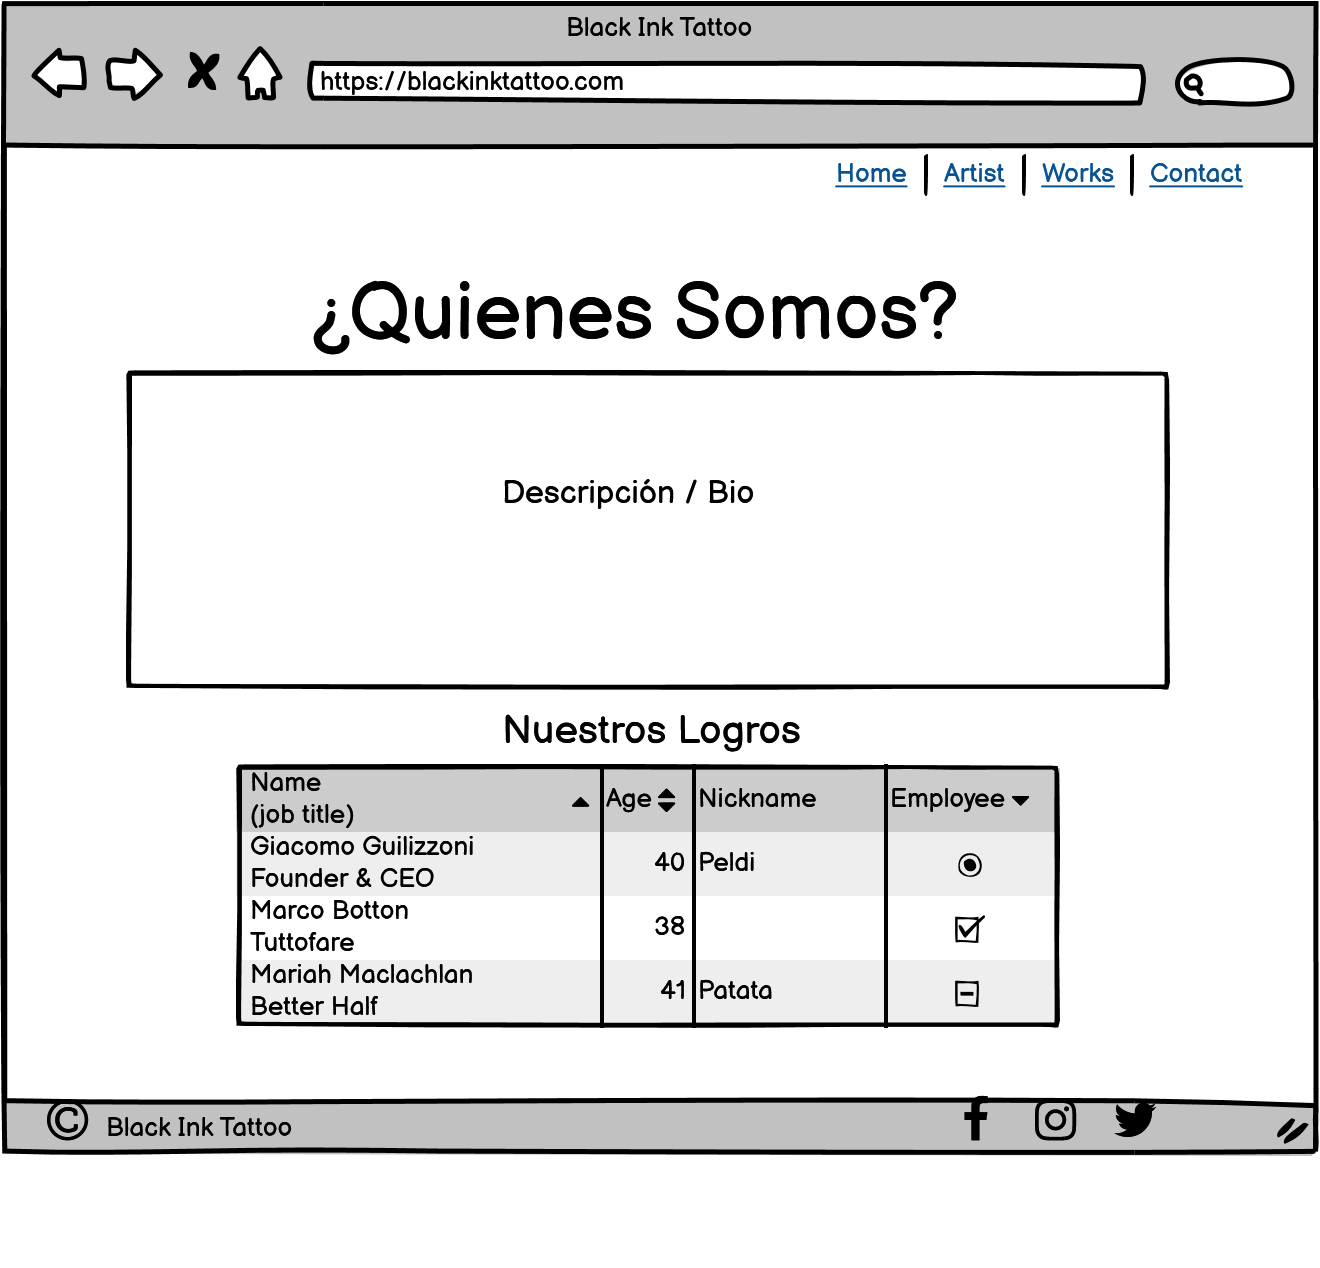 Black Ink Tattoo
https://blackinktattoo.com
Home Artist Works Contact
¿Quienes Somos?
Descripción / Bio
Nuestros Logros
Name
(job title)
Age
Nickname
Employee
Giacomo Guilizzoni
Founder & CEO
40
Peldi
Marco Botton
Tuttofare
38
Mariah Maclachlan
Better Half
41
Patata
© Black Ink Tattoo